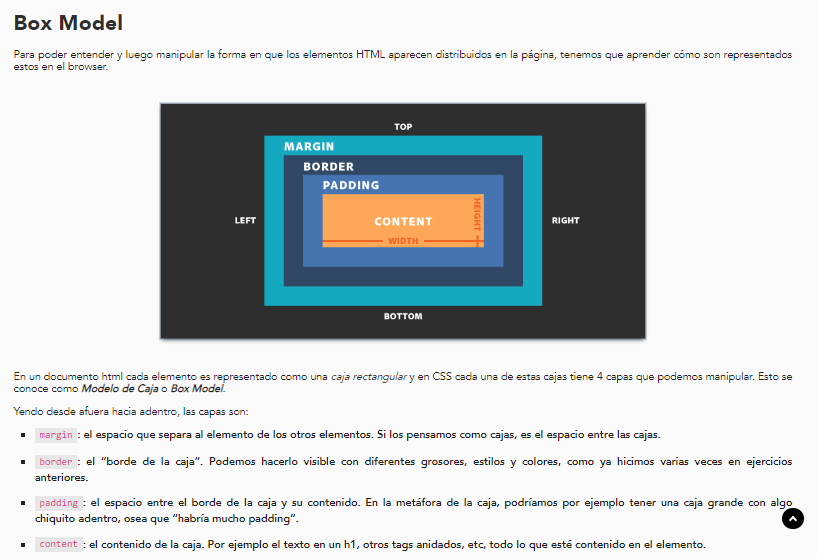 Box Model
Para poder entender y luego manipular la forma en que los elementos HTML aparecen distribuidos en la página, tenemos que aprender cómo son representados
estos en el browser.
TOP
MARGIN
BORDER
PADDING
HEIGHT
LEFT
CONTENT
RIGHT
WIDTH
BOTTOM
En un documento html cada elemento es representado como una caja rectangular y en CSS cada una de estas cajas tiene 4 capas que podemos manipular. Esto se
conoce como Modelo de Caja o Box Model.
Yendo desde afuera hacia adentro, las capas son:
margin : el espacio que separa al elemento de los otros elementos. Si los pensamos como cajas, es el espacio entre las cajas.
border : el “borde de la caja”. Podemos hacerlo visible con diferentes grosores, estilos y colores, como ya hicimos varias veces en ejercicios
anteriores.
padding : el espacio entre el borde de la caja y su contenido. En la metáfora de la caja, podríamos por ejemplo tener una caja grande con algo
chiquito adentro, osea que “habría mucho padding”.
content : el contenido de la caja. Por ejemplo el texto en un h1, otros tags anidados, etc, todo lo que esté contenido en el elemento.